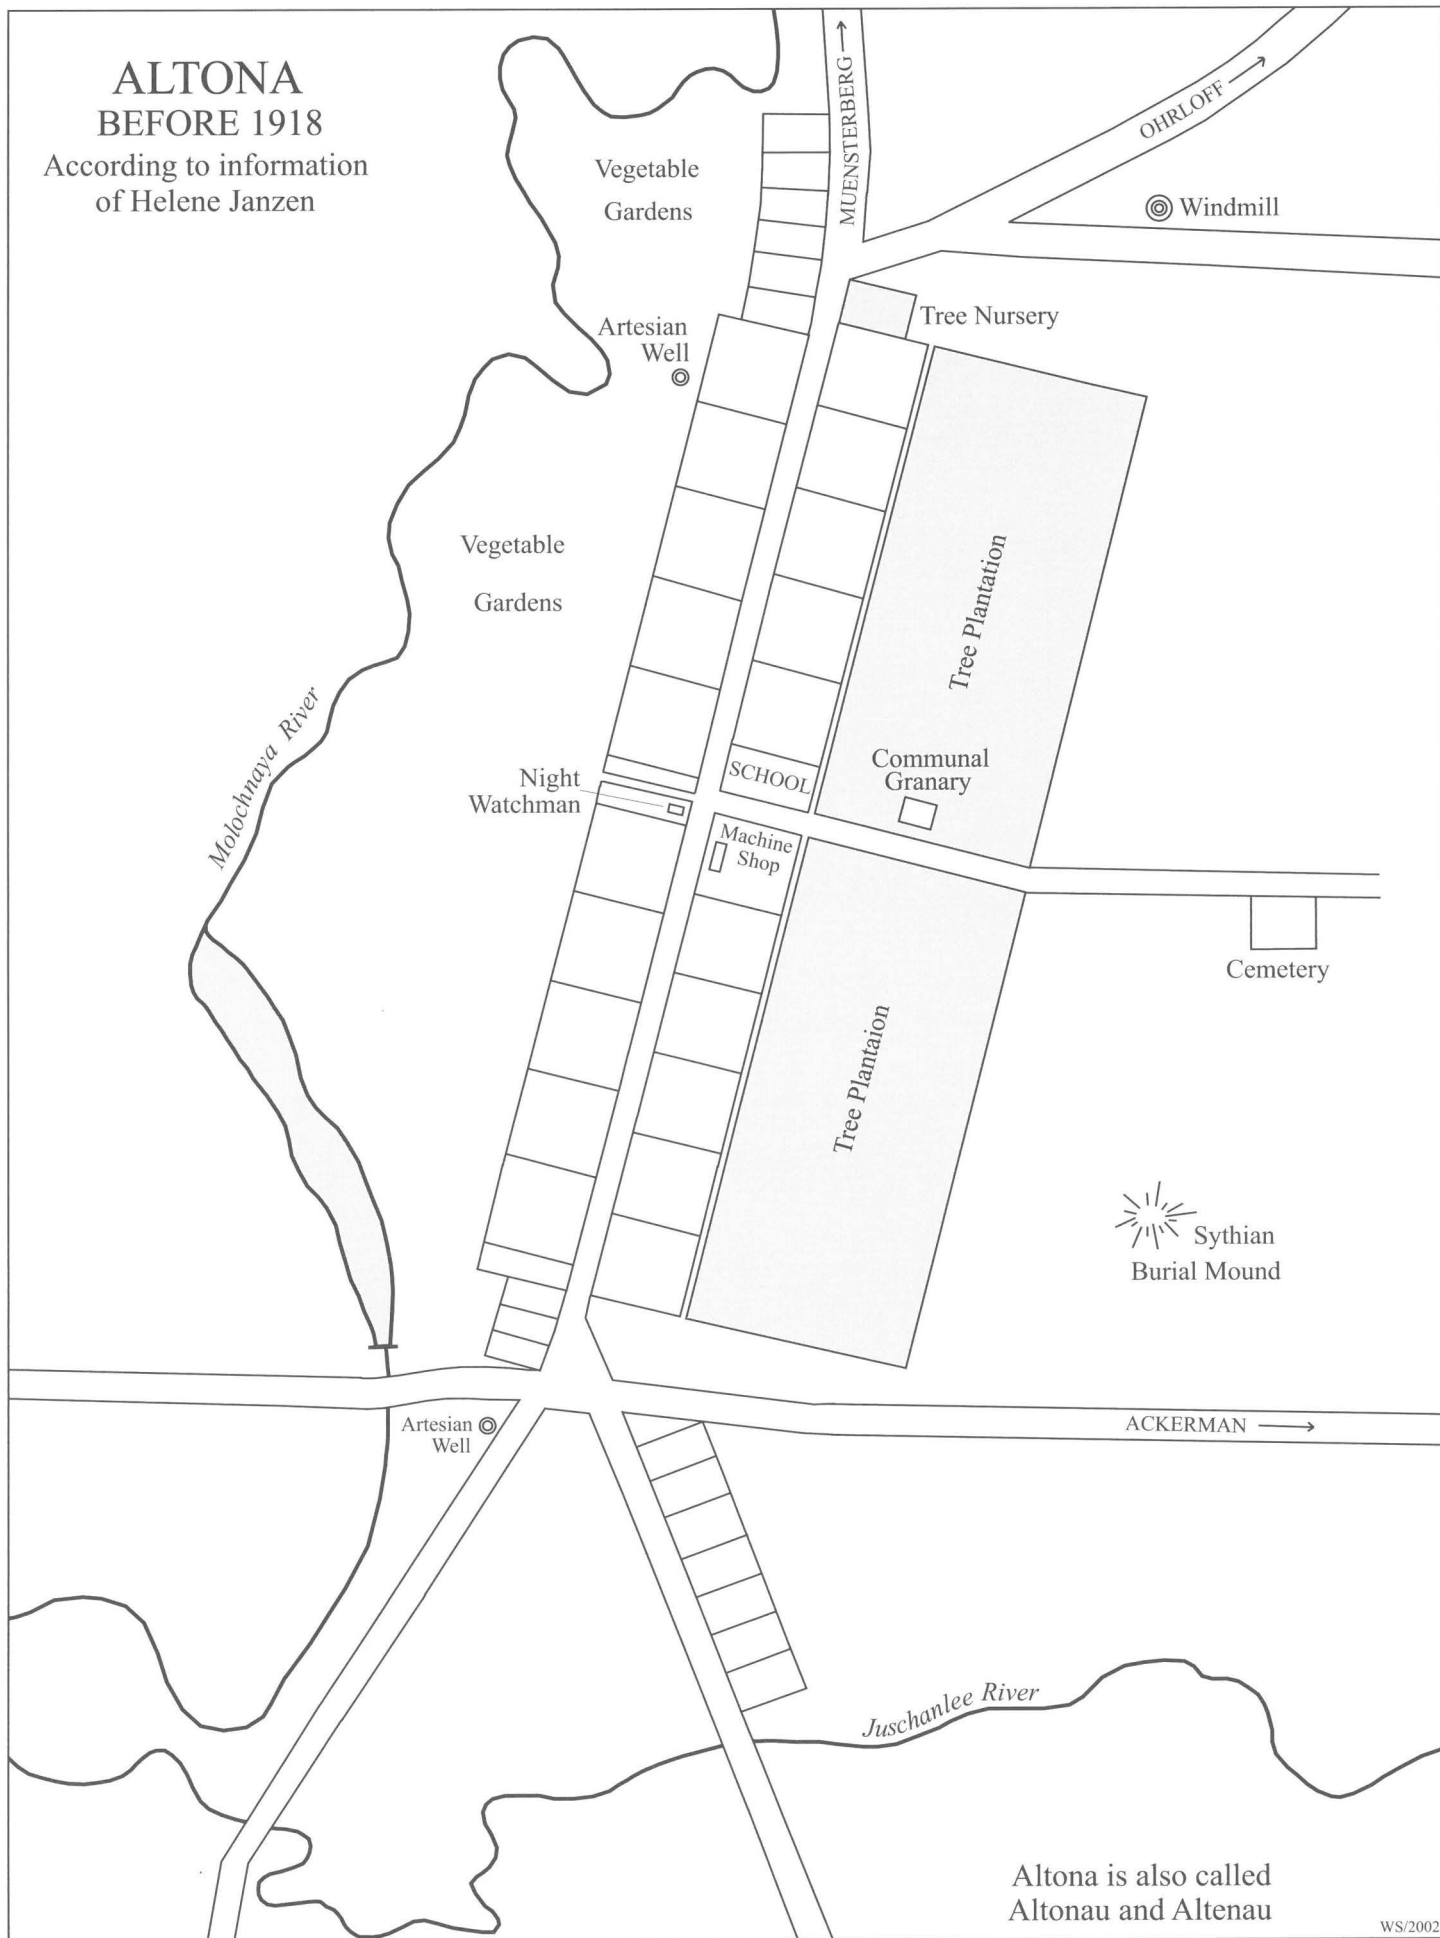 ALTONA
BEFORE 1918
According to information
of Helene Janzen
MUENSTERBERG
OHRLOFF
Windmill
Vegetable
Gardens
Tree Nursery
Artesian
Well
Vegetable
Gardens
Tree Plantation
Molochnaya River
Night
Watchman
SCHOOL
Communal
Granary
Machine
Shop
Cemetery
Tree Plantaion
Sythian
Burial Mound
Artesian
Well
ACKERMAN
Juschanlee River
Altona is also called
Altonau and Altenau
WS/2002